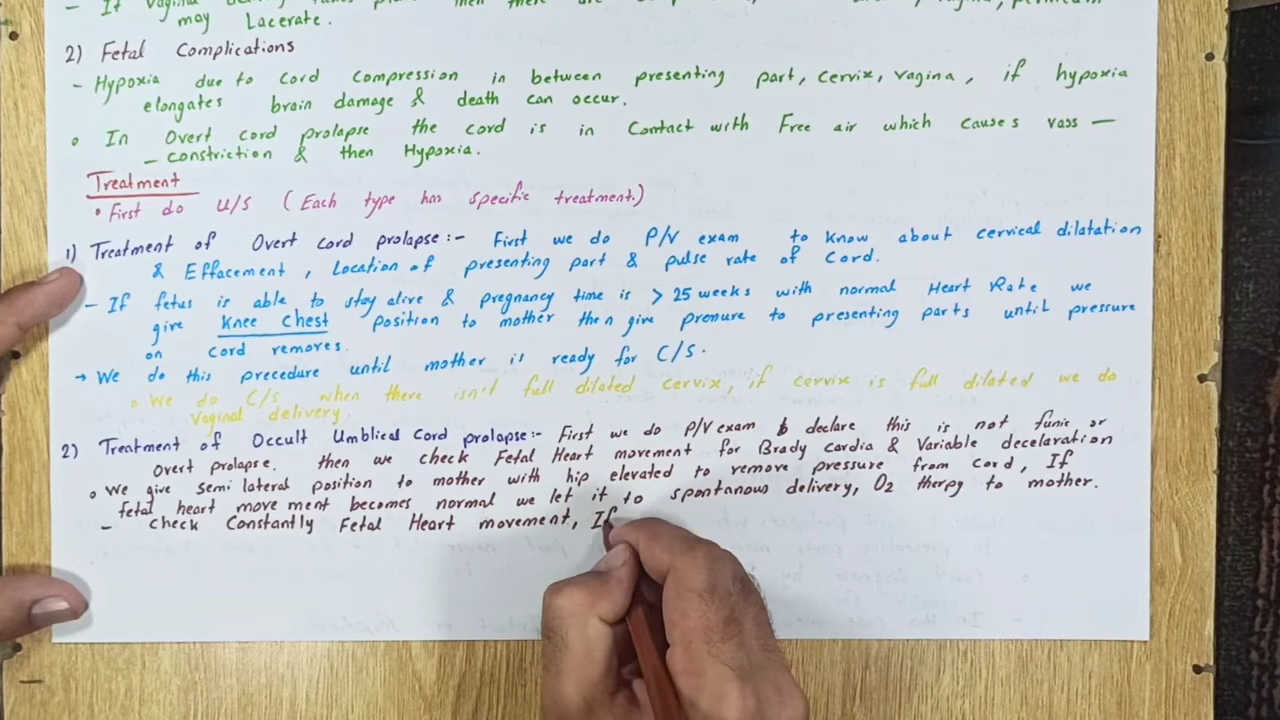 may Lacerate.
2) Fetal Complications
- Hypoxia due to Cord Compression in between presenting part, cervix, vagina, if hypoxia
elongates brain damage & death can occur.
In Overt cord prolapse the cord is in Contact with Free air which causes vass —
- constriction & then Hypoxia.
Treatment
• First do U/S (Each type has specific treatment.)
1) Treatment of Overt cord prolapse:- First we do P/V exam to know about cervical dilatation
& Effacement, Location of presenting part & pulse rate of Cord.
- If fetus is able to stay alive & pregnancy time is > 25 weeks with normal Heart Rate we
give Knee Chest position to mother then give presure to presenting parts until pressure
on cord removes.
→ We do this precedure until mother is ready for C/S.
o We do C/S when there isn't full dilated cervix, if cervix is full dilated we do
Vaginal delivery.
2) Treatment of Occult Umblical Cord prolapse:- First we do P/V exam & declare this is not funic or
overt prolapse. then we check Fetal Heart movement for Brady cardia & Variable decelaration
o We give semi lateral position to mother with hip elevated to remove pressure from cord, If
fetal heart move ment becomes normal we let it to spontanous delivery, O2 therpy to mother.
- Check Constantly Fetal Heart movement, If